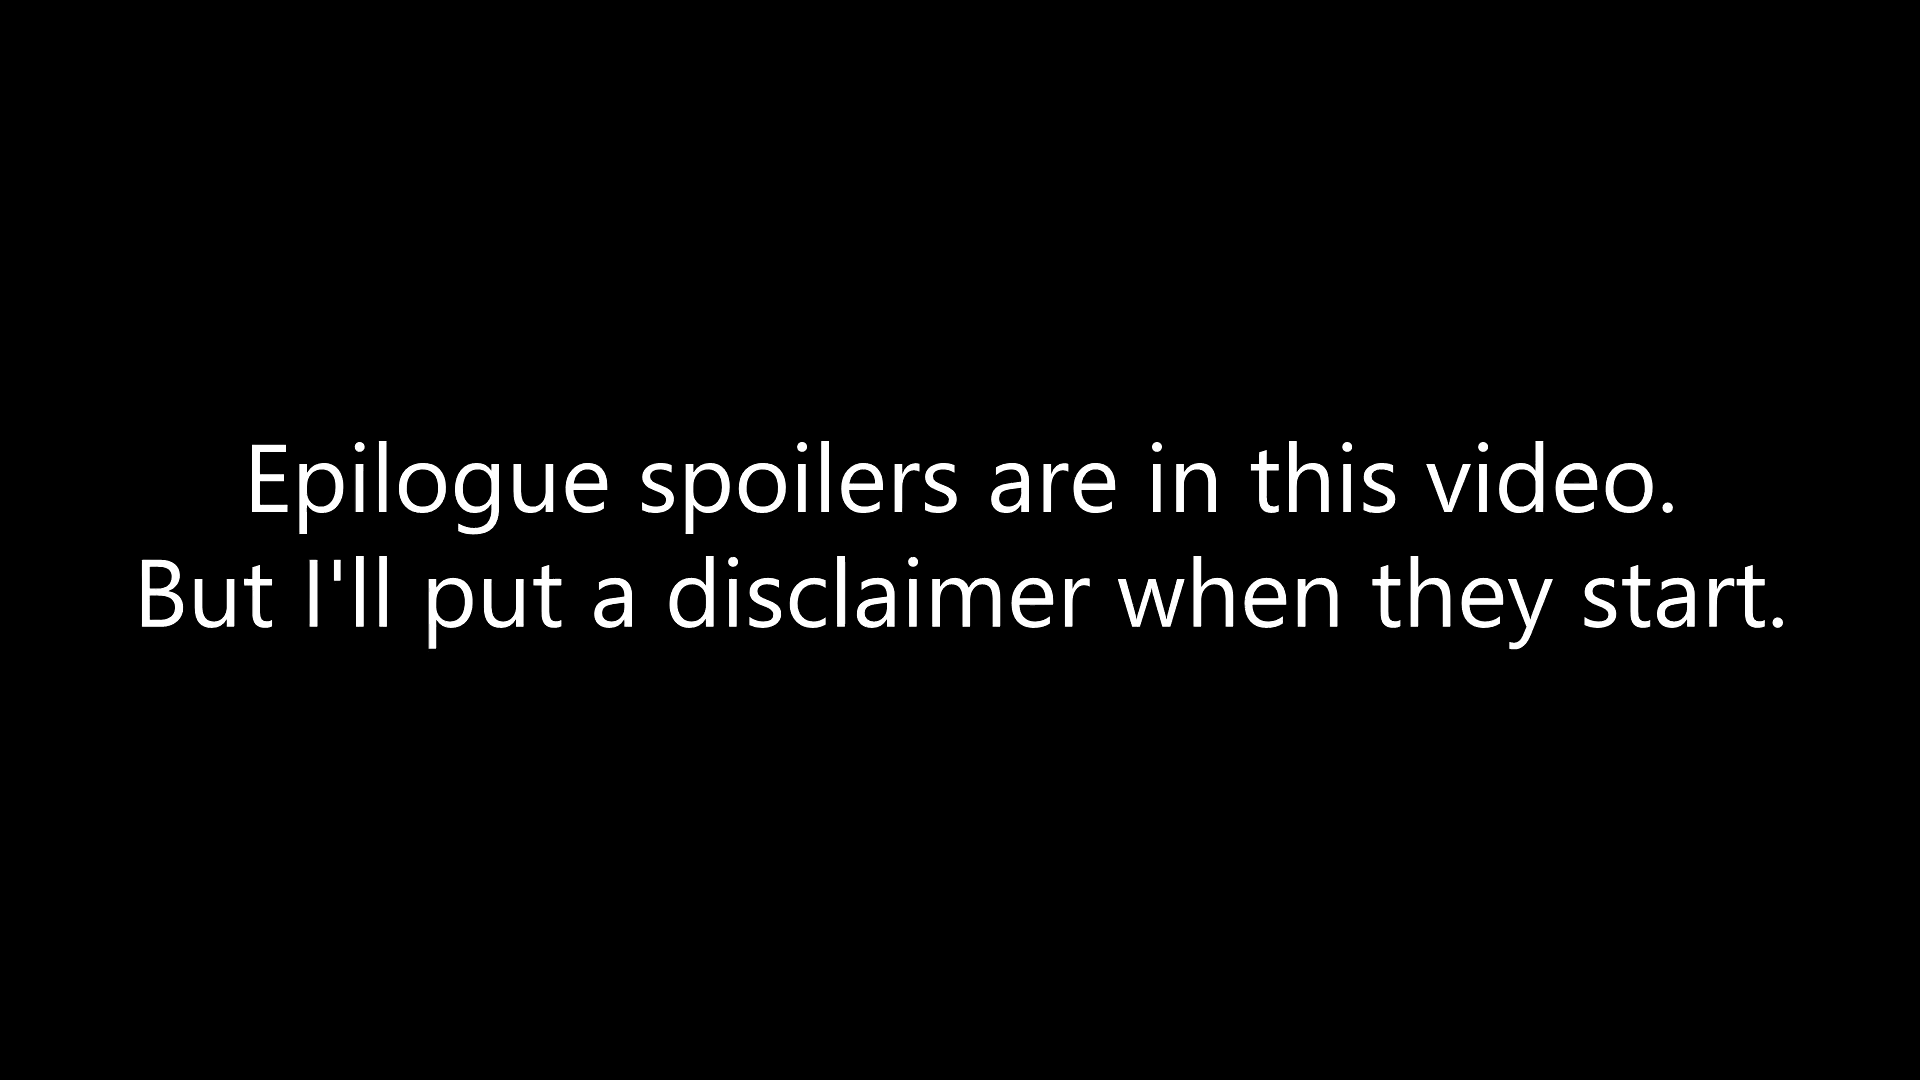 Epilogue spoilers are in this video.
But I'll put a disclaimer when they start.